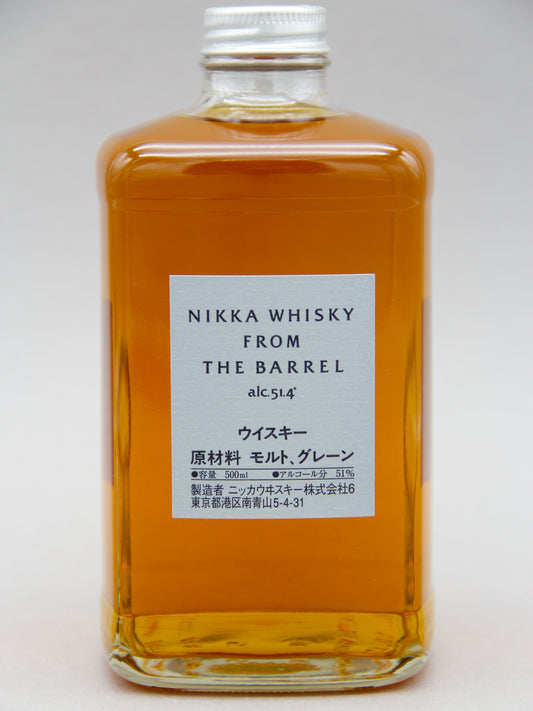 NIKKA WHISKY
FROM
THE BARREL
alc.51.4°
ウイスキー
原材料 モルト、グレーン
●容量 500ml ●アルコール分 51%
製造者 ニッカウヰスキー株式会社6
東京都港区南青山5-4-31